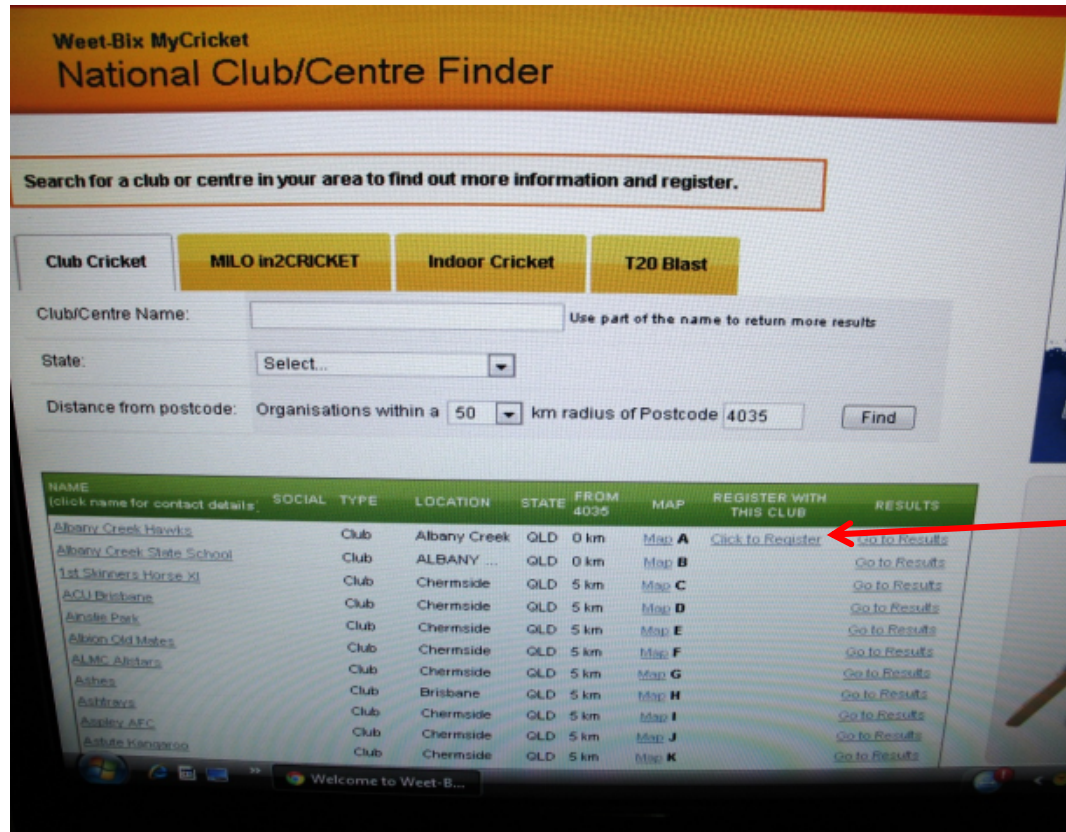 Weet-Bix MyCricket
National Club/Centre Finder
Search for a club or centre in your area to find out more information and register.
Club Cricket MILO in2CRICKET Indoor Cricket T20 Blast
Club/Centre Name: Use part of the name to return more results
State: Select...
Distance from postcode: Organisations within a 50 km radius of Postcode 4035 Find
NAME
(click name for contact details) SOCIAL TYPE LOCATION STATE FROM 4035 MAP REGISTER WITH THIS CLUB RESULTS
Albany Creek Hawks Club Albany Creek QLD 0 km Map A Click to Register Go to Results
Albany Creek State School Club ALBANY ... QLD 0 km Map B Go to Results
1st Skinners Horse XI Club Chermside QLD 5 km Map C Go to Results
ACU Brisbane Club Chermside QLD 5 km Map D Go to Results
Ainslie Park Club Chermside QLD 5 km Map E Go to Results
Albion Old Mates Club Chermside QLD 5 km Map F Go to Results
ALMC Allstars Club Chermside QLD 5 km Map G Go to Results
Ashes Club Brisbane QLD 5 km Map H Go to Results
Ashtrays Club Chermside QLD 5 km Map I Go to Results
Aspley AFC Club Chermside QLD 5 km Map J Go to Results
Astute Kangaroo Club Chermside QLD 5 km Map K Go to Results
Welcome to Weet-B...